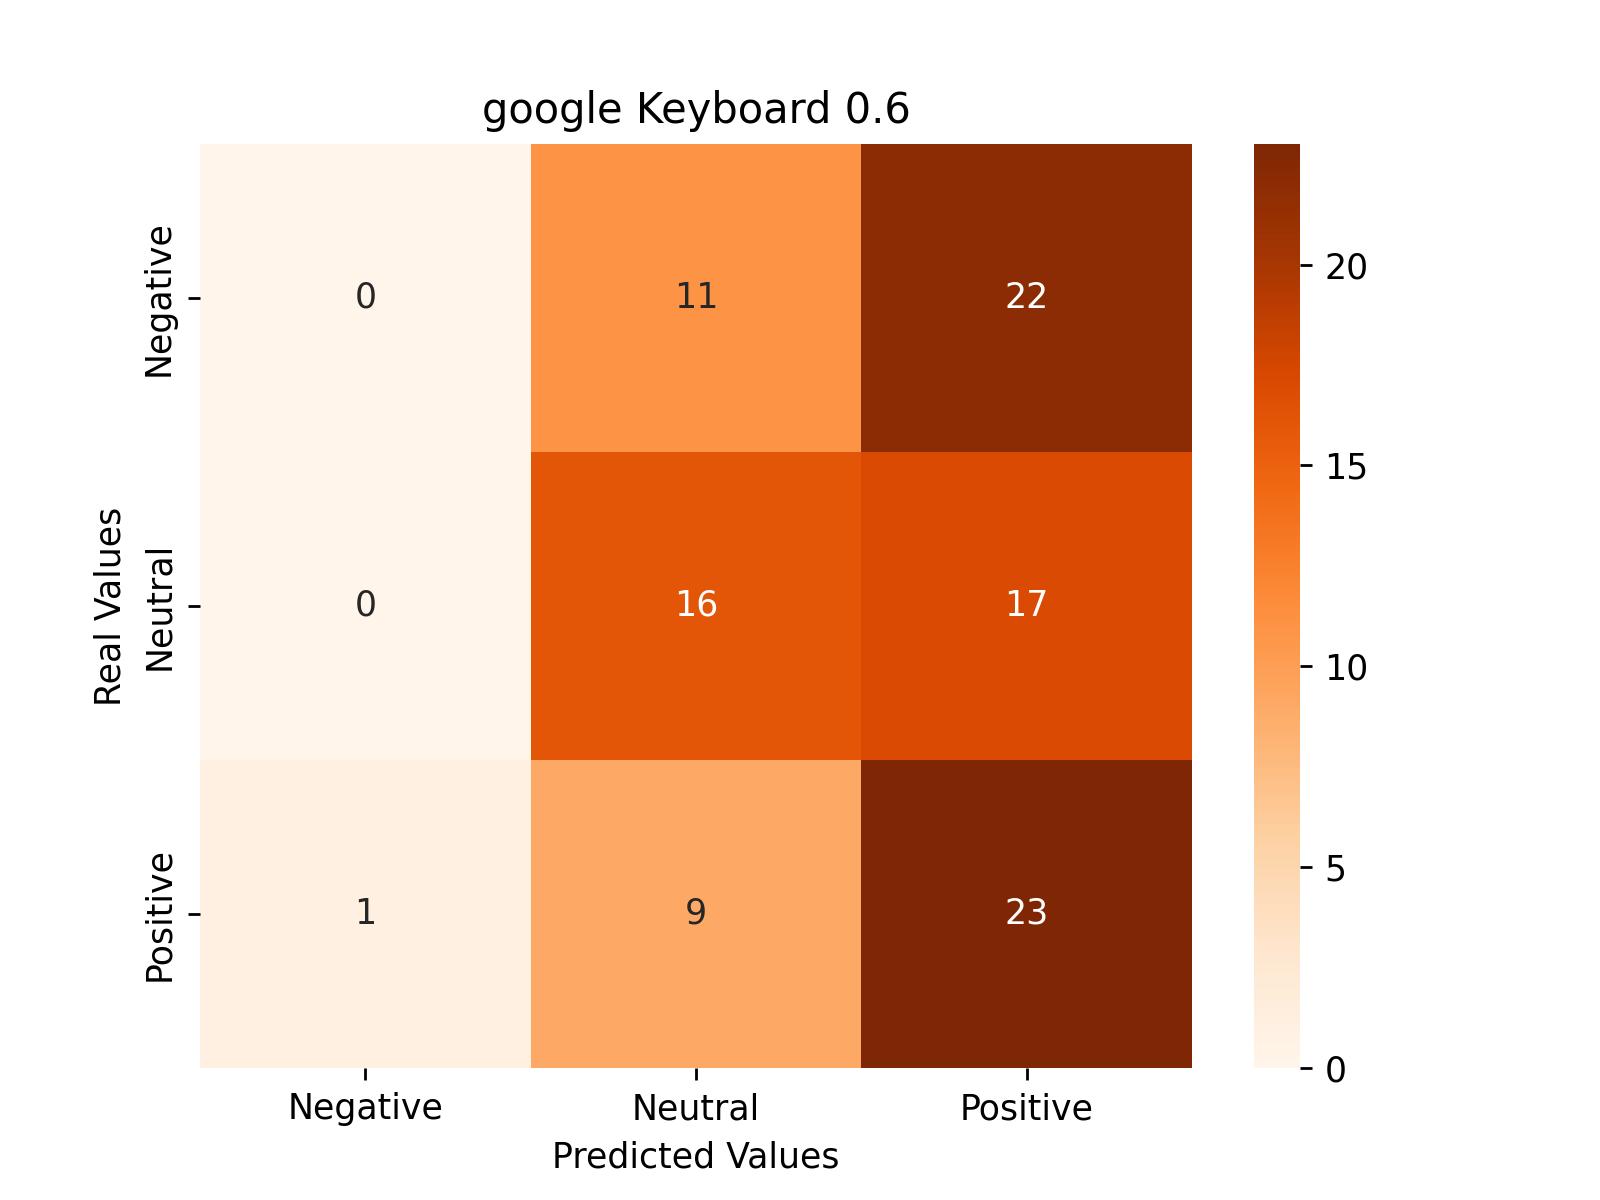 google Keyboard 0.6
Real Values
Negative
0
11
22
Neutral
0
16
17
Positive
1
9
23
Negative
Neutral
Positive
Predicted Values
20
15
10
5
0